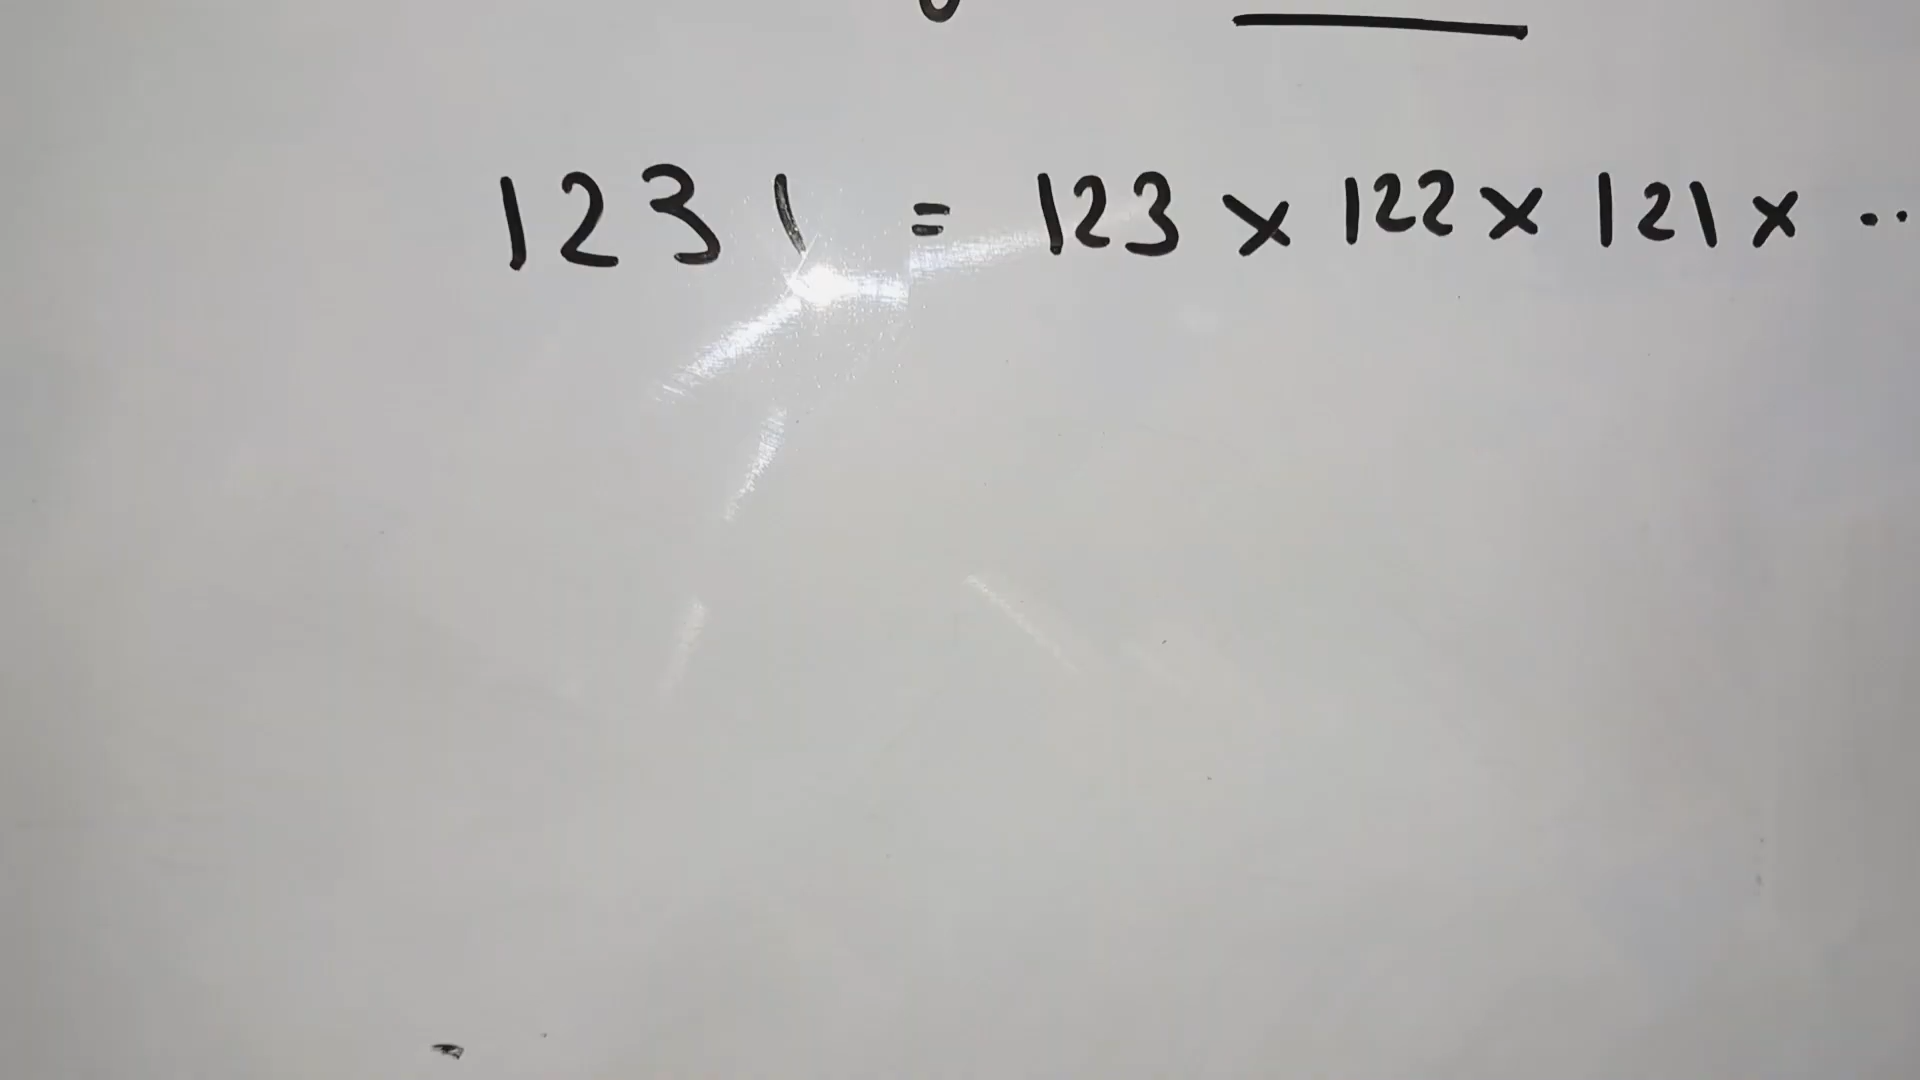 123! = 123 x 122 x 121 x ..